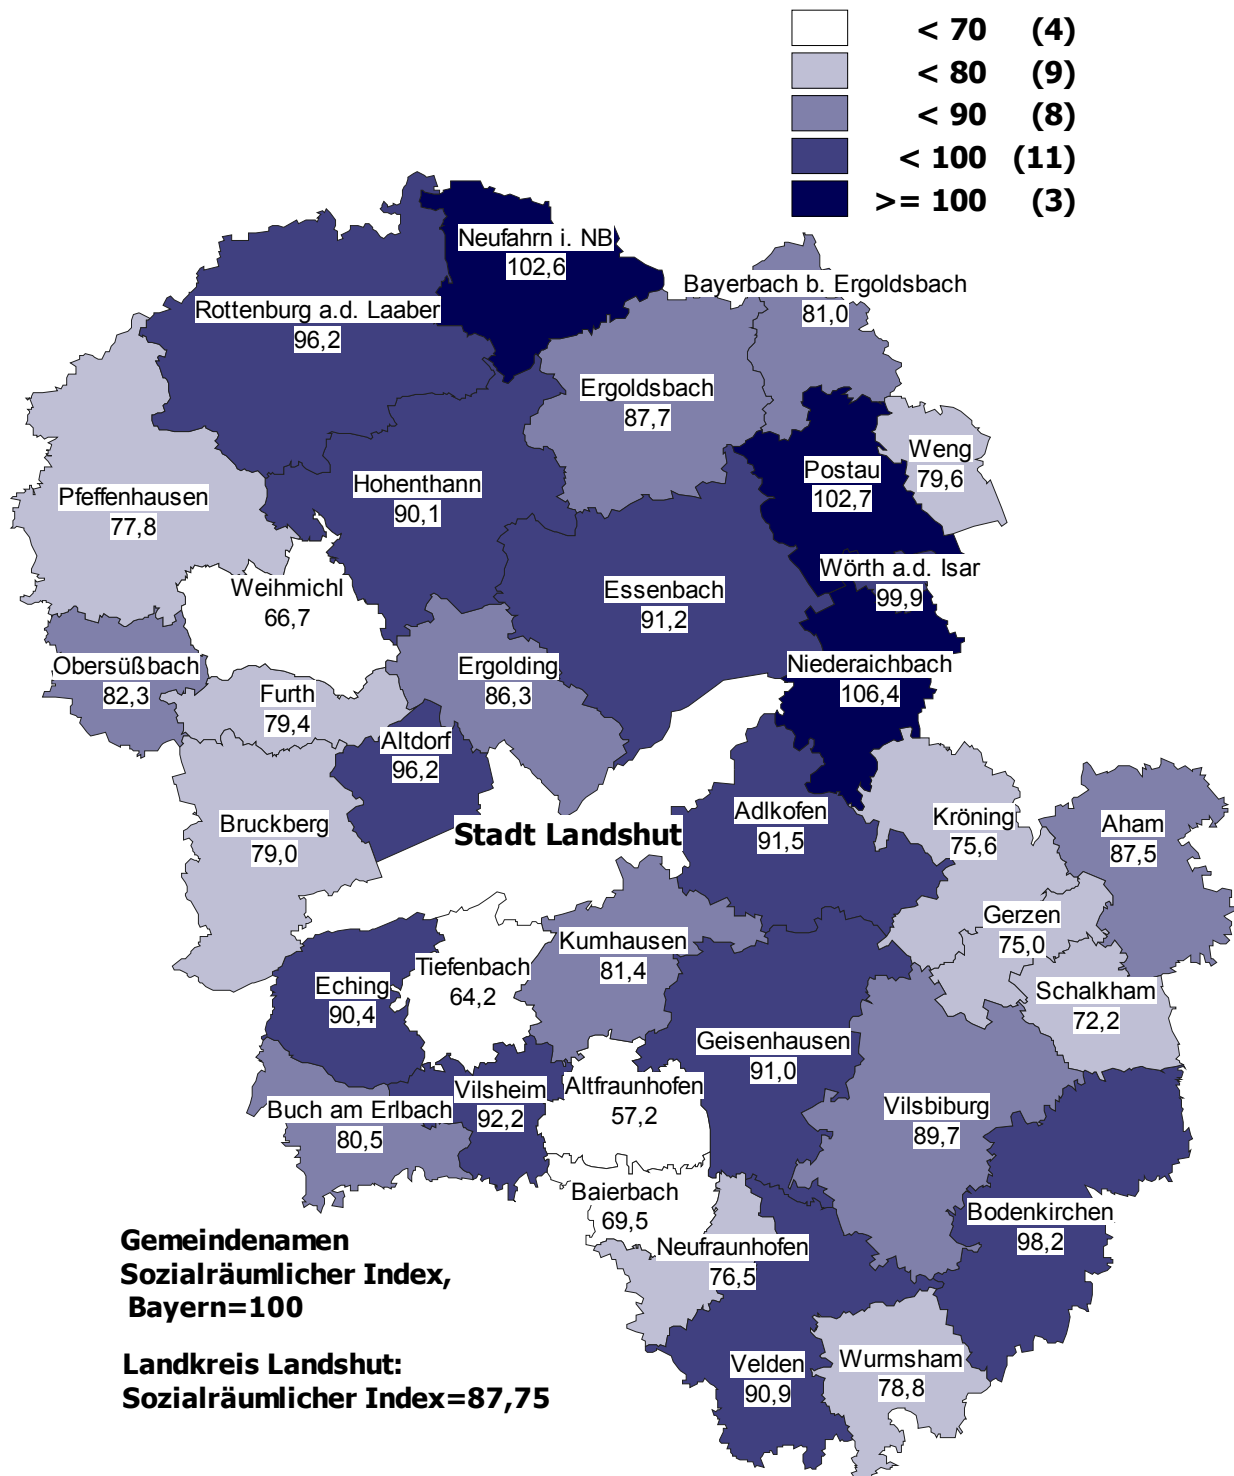 < 70 (4)
< 80 (9)
< 90 (8)
< 100 (11)
>= 100 (3)
Neufahrn i. NB
102,6
Bayerbach b. Ergoldsbach
81,0
Rottenburg a.d. Laaber
96,2
Ergoldsbach
87,7
Weng
79,6
Postau
102,7
Hohenthann
90,1
Pfeffenhausen
77,8
Wörth a.d. Isar
99,9
Weihmichl
66,7
Essenbach
91,2
Obersüßbach
82,3
Ergolding
86,3
Niederaichbach
106,4
Furth
79,4
Altdorf
96,2
Bruckberg
79,0
Stadt Landshut
Adlkofen
91,5
Kröning
75,6
Aham
87,5
Gerzen
75,0
Kumhausen
81,4
Tiefenbach
64,2
Eching
90,4
Schalkham
72,2
Geisenhausen
91,0
Altfraunhofen
57,2
Vilsheim
92,2
Buch am Erlbach
80,5
Vilsbiburg
89,7
Baierbach
69,5
Bodenkirchen
98,2
Neufraunhofen
76,5
Velden
90,9
Wurmsham
78,8
Gemeindenamen
Sozialräumlicher Index,
Bayern=100
Landkreis Landshut:
Sozialräumlicher Index=87,75